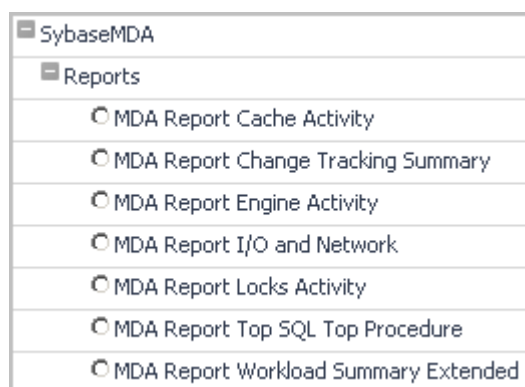 SybaseMDA
Reports
MDA Report Cache Activity
MDA Report Change Tracking Summary
MDA Report Engine Activity
MDA Report I/O and Network
MDA Report Locks Activity
MDA Report Top SQL Top Procedure
MDA Report Workload Summary Extended